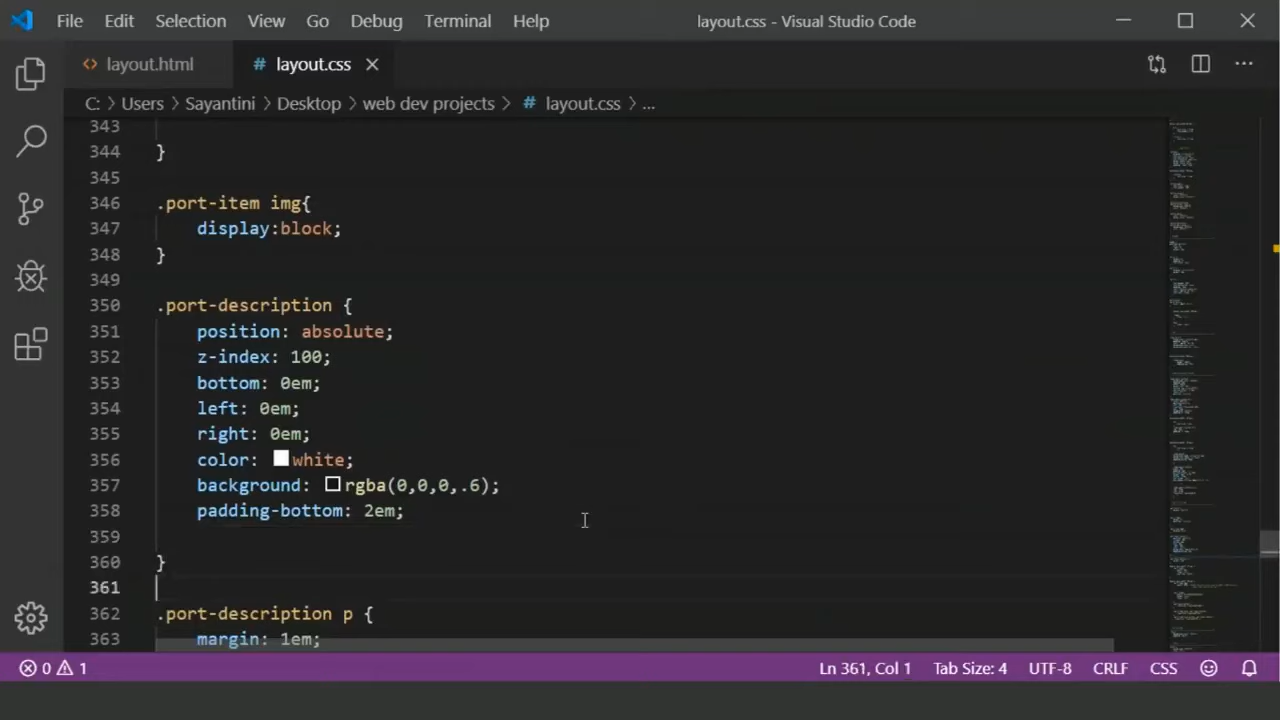 File Edit Selection View Go Debug Terminal Help layout.css - Visual Studio Code
layout.html layout.css
C: > Users > Sayantini > Desktop > web dev projects > # layout.css > ...
343
344 }
345
346 .port-item img{
347 display:block;
348 }
349
350 .port-description {
351 position: absolute;
352 z-index: 100;
353 bottom: 0em;
354 left: 0em;
355 right: 0em;
356 color: white;
357 background: rgba(0,0,0,.6);
358 padding-bottom: 2em;
359
360 }
361
362 .port-description p {
363 margin: 1em;
0 1 Ln 361, Col 1 Tab Size: 4 UTF-8 CRLF CSS